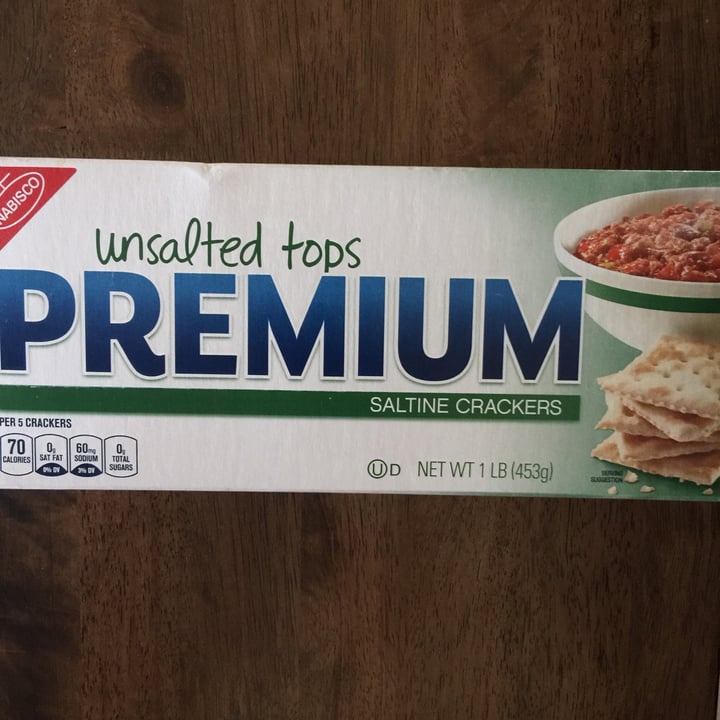 NABISCO
unsalted tops
PREMIUM
SALTINE CRACKERS
PER 5 CRACKERS
70 CALORIES
0g SAT FAT 0% DV
60mg SODIUM 3% DV
0g TOTAL SUGARS
U D NET WT 1 LB (453g)
SERVING
SUGGESTION